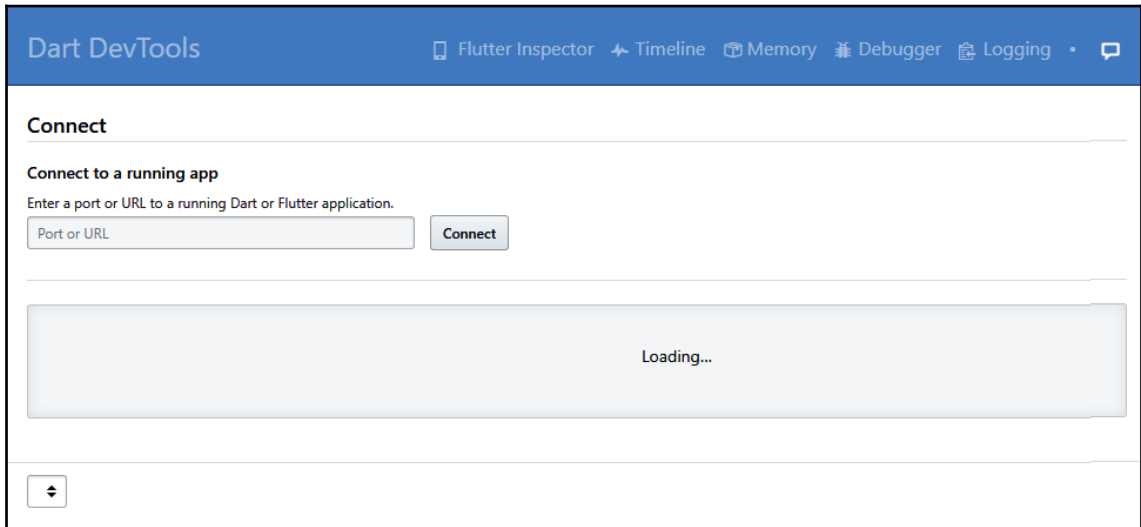 Dart DevTools Flutter Inspector Timeline Memory Debugger Logging •
Connect
Connect to a running app
Enter a port or URL to a running Dart or Flutter application.
Port or URL Connect
Loading...